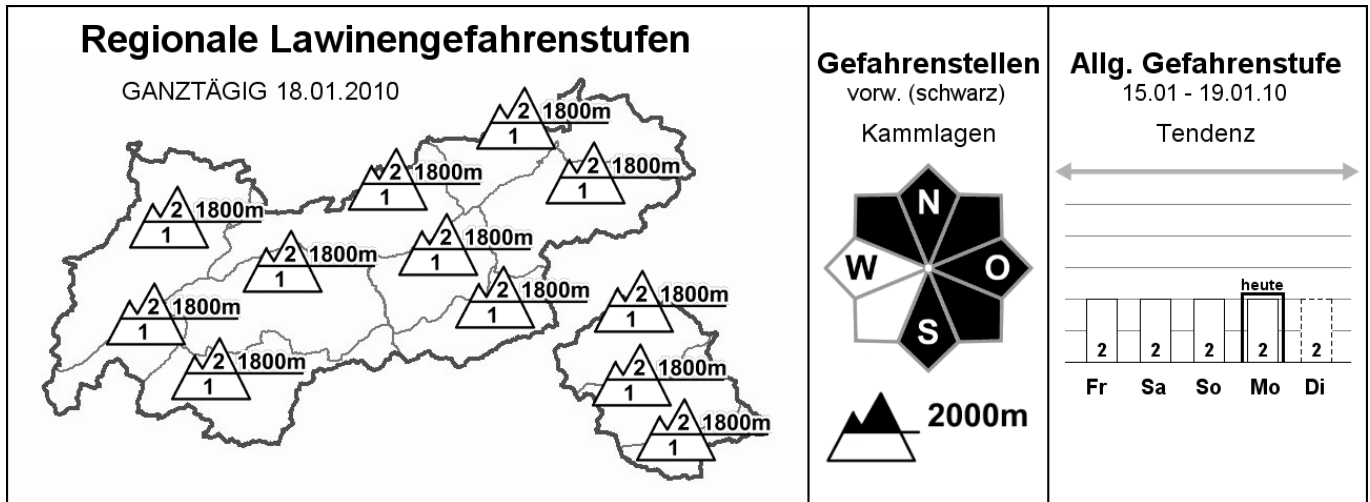 Regionale Lawinengefahrenstufen
GANZTÄGIG 18.01.2010
2 1800m
1
2 1800m
1
2 1800m
1
2 1800m
1
2 1800m
1
2 1800m
1
2 1800m
1
2 1800m
1
2 1800m
1
2 1800m
1
2 1800m
1
2 1800m
1
Gefahrenstellen
vorw. (schwarz)
Kammlagen
N
W O
S
2000m
Allg. Gefahrenstufe
15.01 - 19.01.10
Tendenz
heute
2 2 2 2 2
Fr Sa So Mo Di